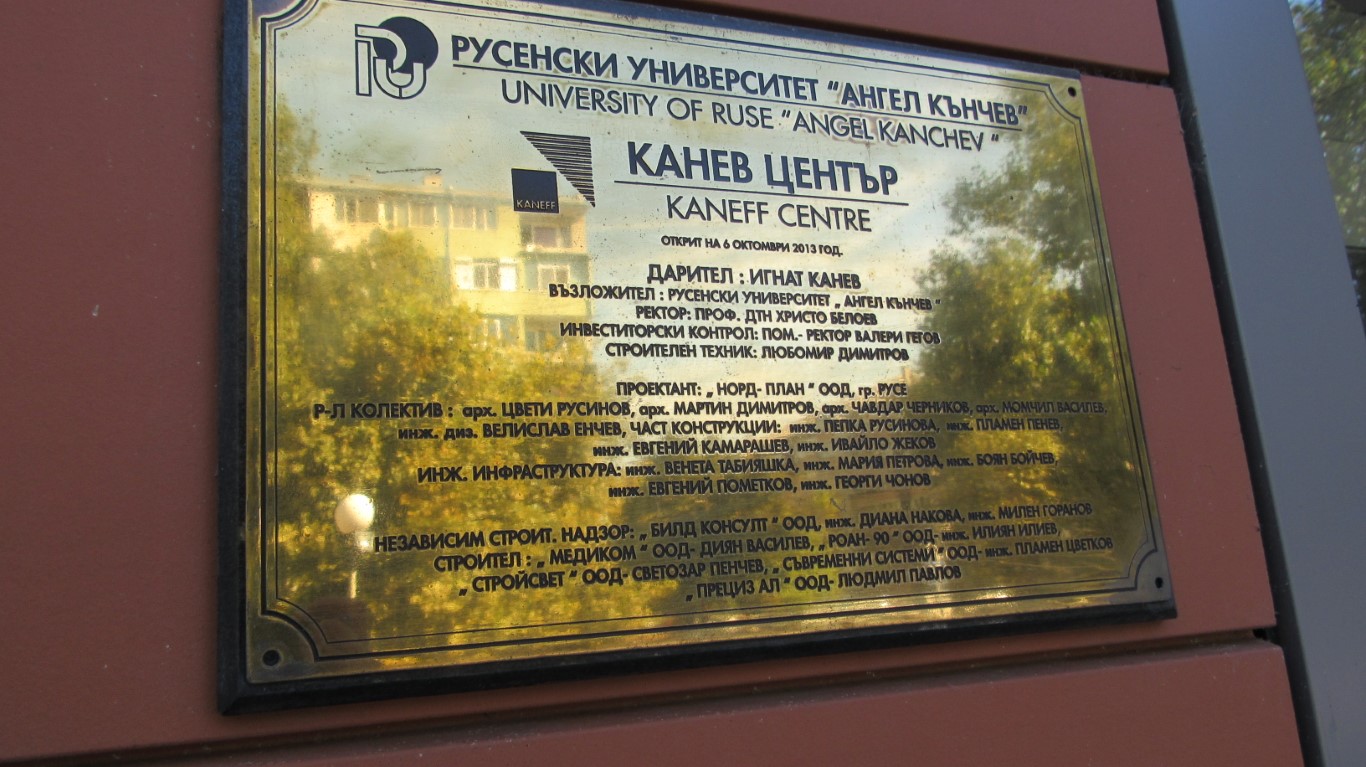 РУСЕНСКИ УНИВЕРСИТЕТ "АНГЕЛ КЪНЧЕВ"
UNIVERSITY OF RUSE "ANGEL KANCHEV"
KANEFF
КАНЕВ ЦЕНТЪР
KANEFF CENTRE
ОТКРИТ НА 6 ОКТОМВРИ 2013 ГОД.
ДАРИТЕЛ : ИГНАТ КАНЕВ
ВЪЗЛОЖИТЕЛ : РУСЕНСКИ УНИВЕРСИТЕТ „ АНГЕЛ КЪНЧЕВ "
РЕКТОР: ПРОФ. ДТН ХРИСТО БЕЛОЕВ
ИНВЕСТИТОРСКИ КОНТРОЛ: ПОМ.- РЕКТОР ВАЛЕРИ ГЕГОВ
СТРОИТЕЛЕН ТЕХНИК: ЛЮБОМИР ДИМИТРОВ
ПРОЕКТАНТ: „ НОРД- ПЛАН " ООД, гр. РУСЕ
Р-Л КОЛЕКТИВ : арх. ЦВЕТИ РУСИНОВ, арх. МАРТИН ДИМИТРОВ, арх. ЧАВДАР ЧЕРНИКОВ, арх. МОМЧИЛ ВАСИЛЕВ,
инж. диз. ВЕЛИСЛАВ ЕНЧЕВ, ЧАСТ КОНСТРУКЦИИ: инж. ПЕПКА РУСИНОВА, инж. ПЛАМЕН ПЕНЕВ,
инж. ЕВГЕНИЙ КАМАРАШЕВ, инж. ИВАЙЛО ЖЕКОВ
ИНЖ. ИНФРАСТРУКТУРА: инж. ВЕНЕТА ТАБИЯШКА, инж. МАРИЯ ПЕТРОВА, инж. БОЯН БОЙЧЕВ,
инж. ЕВГЕНИЙ ПОМЕТКОВ, инж. ГЕОРГИ ЧОНОВ
НЕЗАВИСИМ СТРОИТ. НАДЗОР: „ БИЛД КОНСУЛТ " ООД, инж. ДИАНА НАКОВА, инж. МИЛЕН ГОРАНОВ
СТРОИТЕЛ : „ МЕДИКОМ " ООД- ДИЯН ВАСИЛЕВ, „ РОАН- 90 " ООД- инж. ИЛИЯН ИЛИЕВ,
„ СТРОЙСВЕТ " ООД- СВЕТОЗАР ПЕНЧЕВ, „ СЪВРЕМЕННИ СИСТЕМИ " ООД- инж. ПЛАМЕН ЦВЕТКОВ
„ ПРЕЦИЗ АЛ " ООД- ЛЮДМИЛ ПАВЛОВ